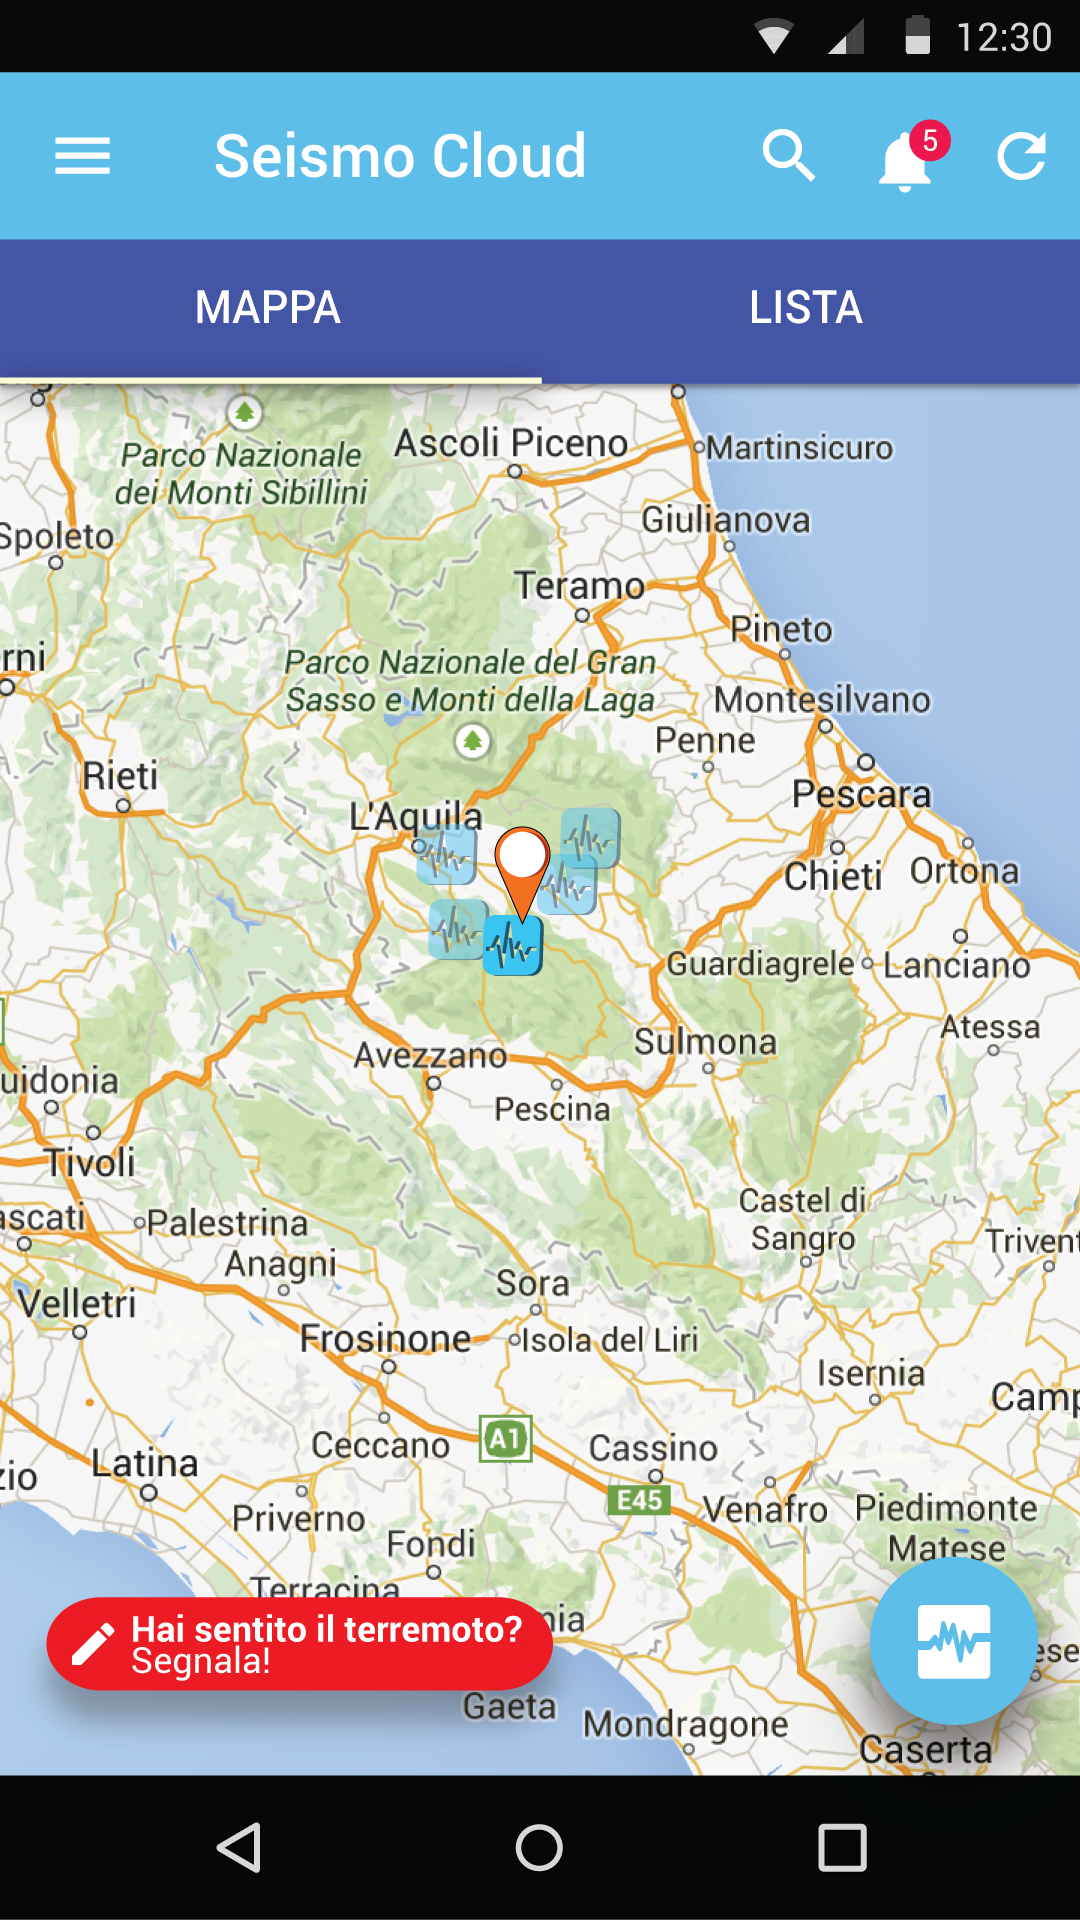 12:30
Seismo Cloud
5
MAPPA
LISTA
Ascoli Piceno
Martinsicuro
Parco Nazionale
dei Monti Sibillini
Giulianova
Spoleto
Teramo
Pineto
rni
Parco Nazionale del Gran
Sasso e Monti della Laga
Montesilvano
Penne
Rieti
Pescara
L'Aquila
Chieti
Ortona
Guardiagrele
Lanciano
Atessa
Sulmona
Avezzano
uidonia
Pescina
Tivoli
Castel di
Sangro
ascati
Palestrina
Trivent
Anagni
Sora
Velletri
Frosinone
Isola del Liri
Isernia
Camp
A1
Ceccano
Cassino
Latina
zio
E45
Venafro
Piedimonte
Matese
Priverno
Fondi
Terracina
nia
Hai sentito il terremoto?
Segnala!
ese
Gaeta
Mondragone
Caserta